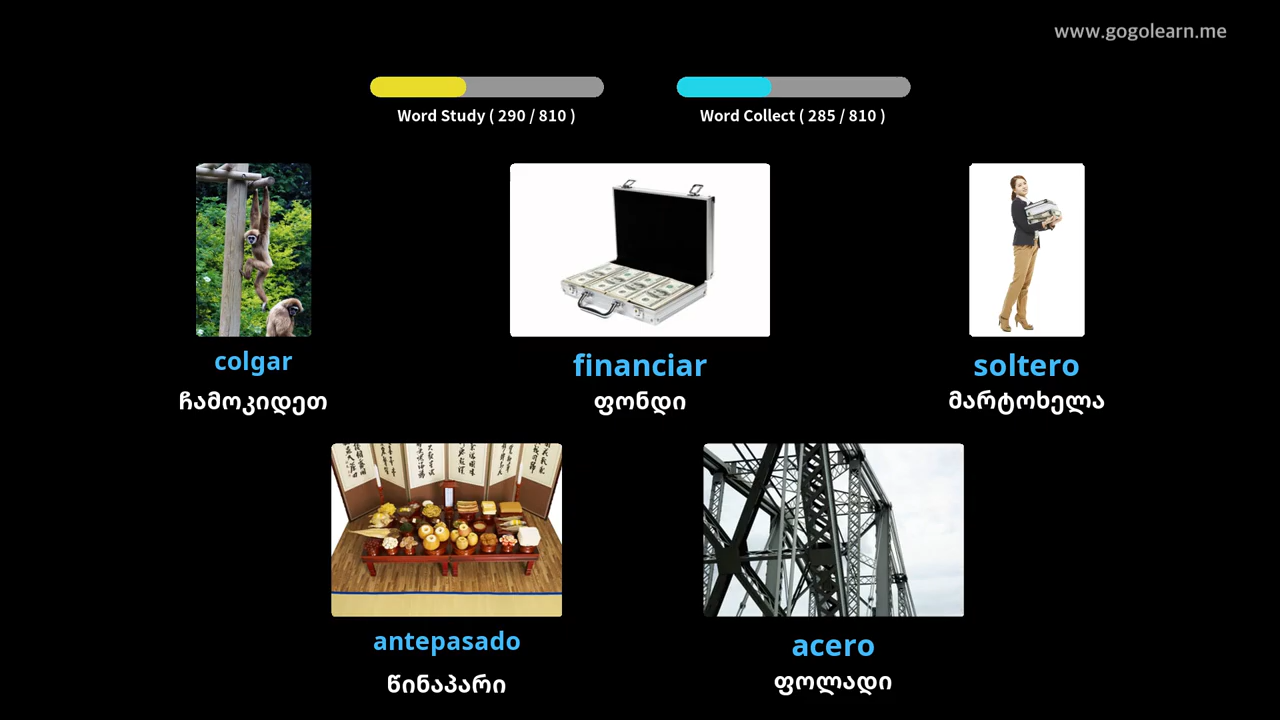 www.gogolearn.me
Word Study ( 290 / 810 )
Word Collect ( 285 / 810 )
colgar
ჩამოკიდეთ
financiar
ფონდი
soltero
მარტოხელა
antepasado
წინაპარი
acero
ფოლადი